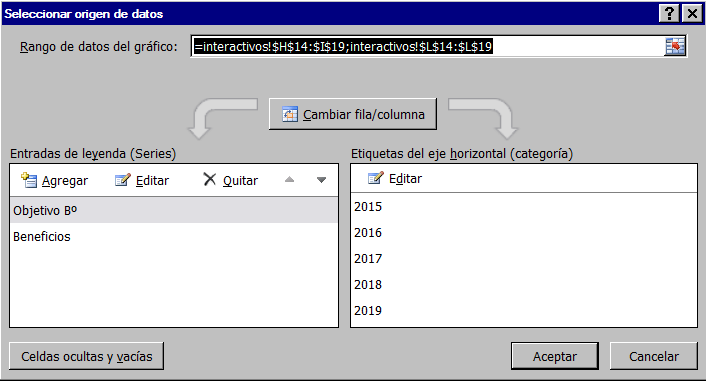 Seleccionar origen de datos
Rango de datos del gráfico: =interactivos!$H$14:$I$19;interactivos!$L$14:$L$19
Cambiar fila/columna
Entradas de leyenda (Series)
Agregar Editar Quitar
Objetivo Bº
Beneficios
Etiquetas del eje horizontal (categoría)
Editar
2015
2016
2017
2018
2019
Celdas ocultas y vacías
Aceptar
Cancelar